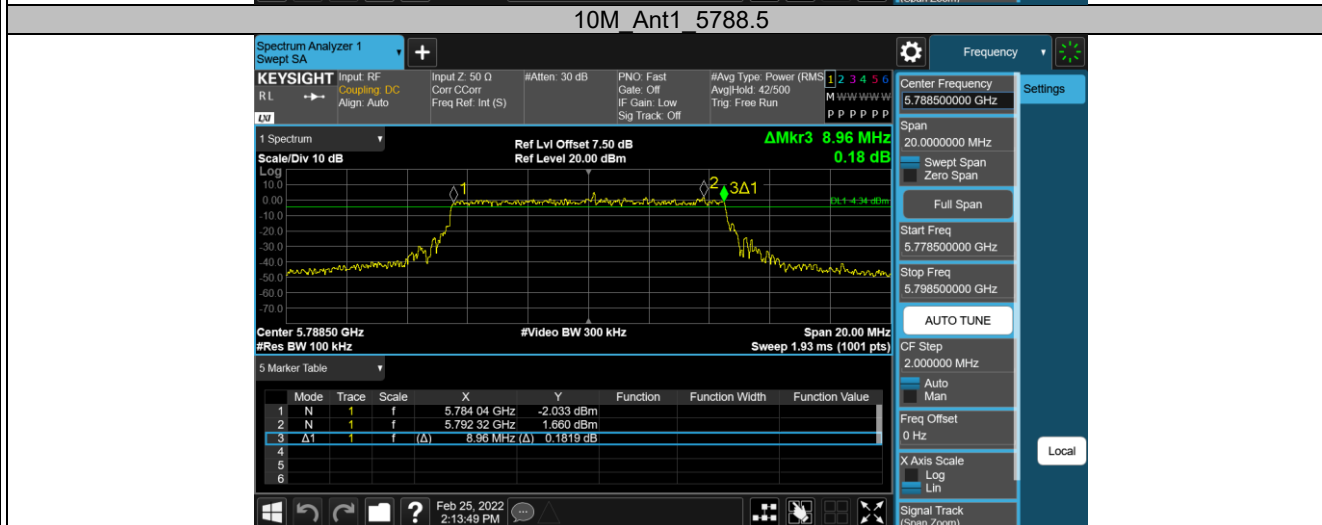 (Span Zoom)
10M_Ant1_5788.5
Spectrum Analyzer 1
Swept SA
+
Frequency
KEYSIGHT Input: RF Input Z: 50 Ω #Atten: 30 dB PNO: Fast #Avg Type: Power (RMS 1 2 3 4 5 6
RL Coupling: DC Corr CCorr Gate: Off Avg|Hold: 42/500 M W W W W W
Align: Auto Freq Ref: Int (S) IF Gain: Low Trig: Free Run
LXI Sig Track: Off P P P P P P
Center Frequency
5.788500000 GHz
Settings
1 Spectrum
Ref Lvl Offset 7.50 dB ΔMkr3 8.96 MHz
Scale/Div 10 dB Ref Level 20.00 dBm 0.18 dB
Log
10.0
0.00
-10.0
-20.0
-30.0
-40.0
-50.0
-60.0
-70.0
1
2
3Δ1
DL1 -4.34 dBm
Center 5.78850 GHz #Video BW 300 kHz Span 20.00 MHz
#Res BW 100 kHz Sweep 1.93 ms (1001 pts)
Span
20.0000000 MHz
Swept Span
Zero Span
Full Span
Start Freq
5.778500000 GHz
Stop Freq
5.798500000 GHz
AUTO TUNE
CF Step
2.000000 MHz
Auto
Man
Freq Offset
0 Hz
X Axis Scale
Log
Lin
Signal Track
(Span Zoom)
Local
5 Marker Table
Mode Trace Scale X Y Function Function Width Function Value
1 N 1 f 5.784 04 GHz -2.033 dBm
2 N 1 f 5.792 32 GHz 1.660 dBm
3 Δ1 1 f (Δ) 8.96 MHz (Δ) 0.1819 dB
4
5
6
? Feb 25, 2022
2:13:49 PM